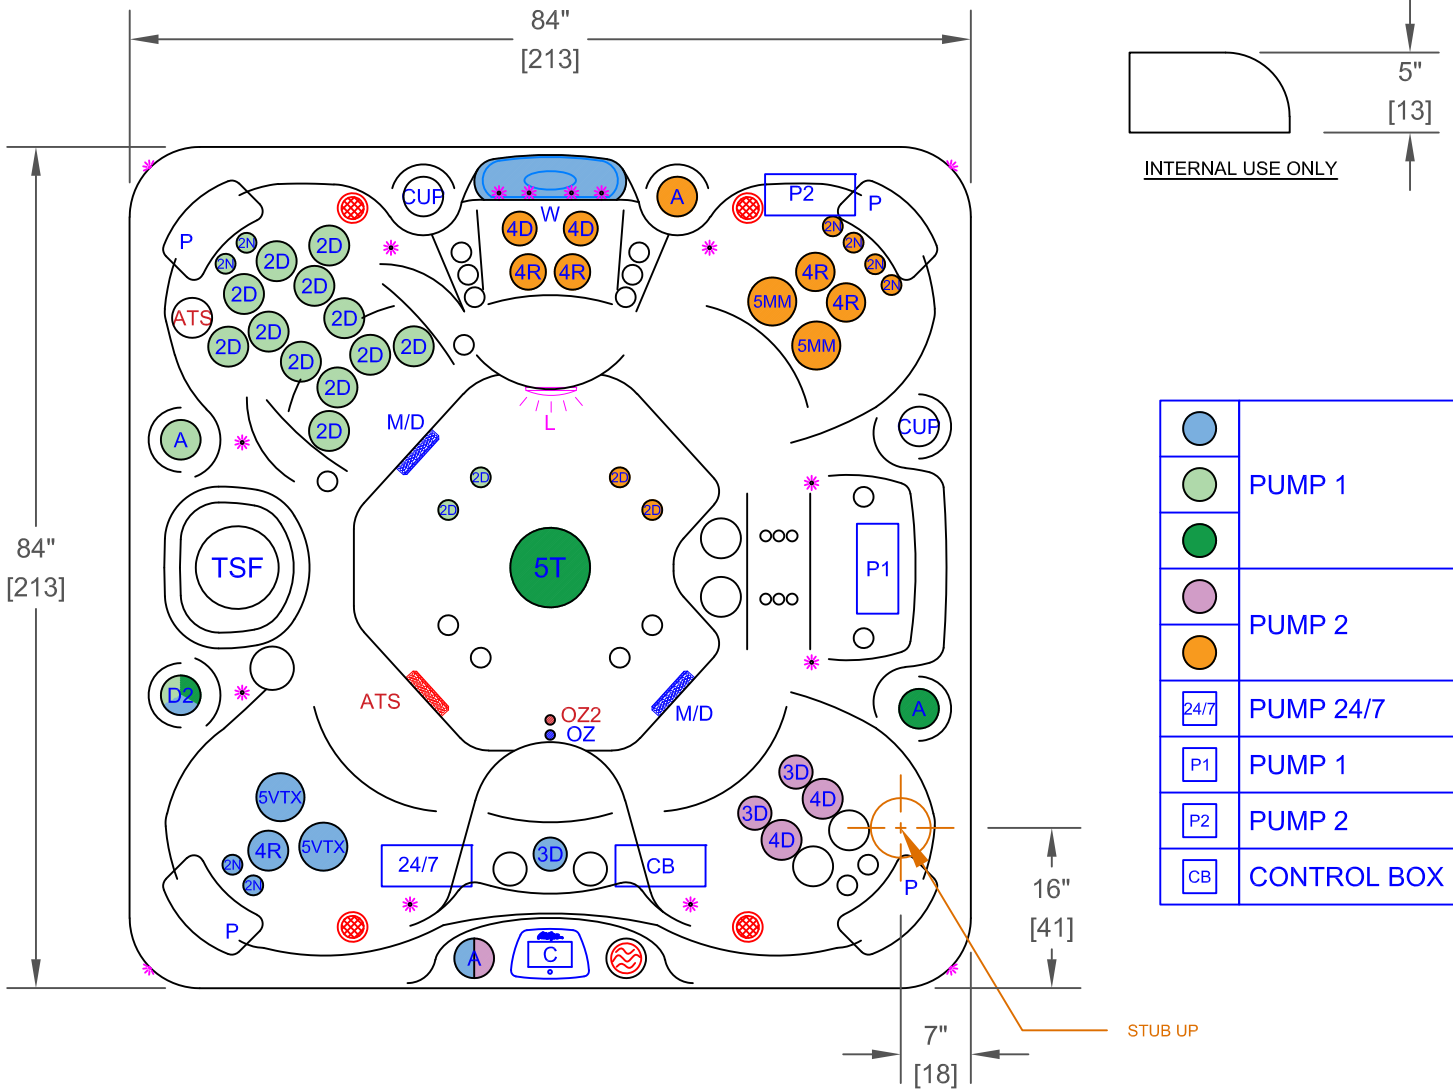 84"
[213]
5"
[13]
INTERNAL USE ONLY
CUP
A
P2
P
W
4D
4D
4R
4R
P
2N
2N
2D
2D
2D
2D
2D
2D
2D
2D
2D
2D
2D
2D
ATS
2N
2N
2N
2N
4R
4R
5MM
5MM
A
M/D
L
CUP
84"
[213]
2D
2D
2D
2D
TSF
5T
P1
D2
ATS
OZ2
OZ
M/D
A
5VTX
5VTX
4R
2N
2N
P
24/7
3D
CB
3D
4D
3D
4D
P
A
C
16"
[41]
7"
[18]
STUB UP
PUMP 1
PUMP 2
24/7 PUMP 24/7
P1 PUMP 1
P2 PUMP 2
CB CONTROL BOX